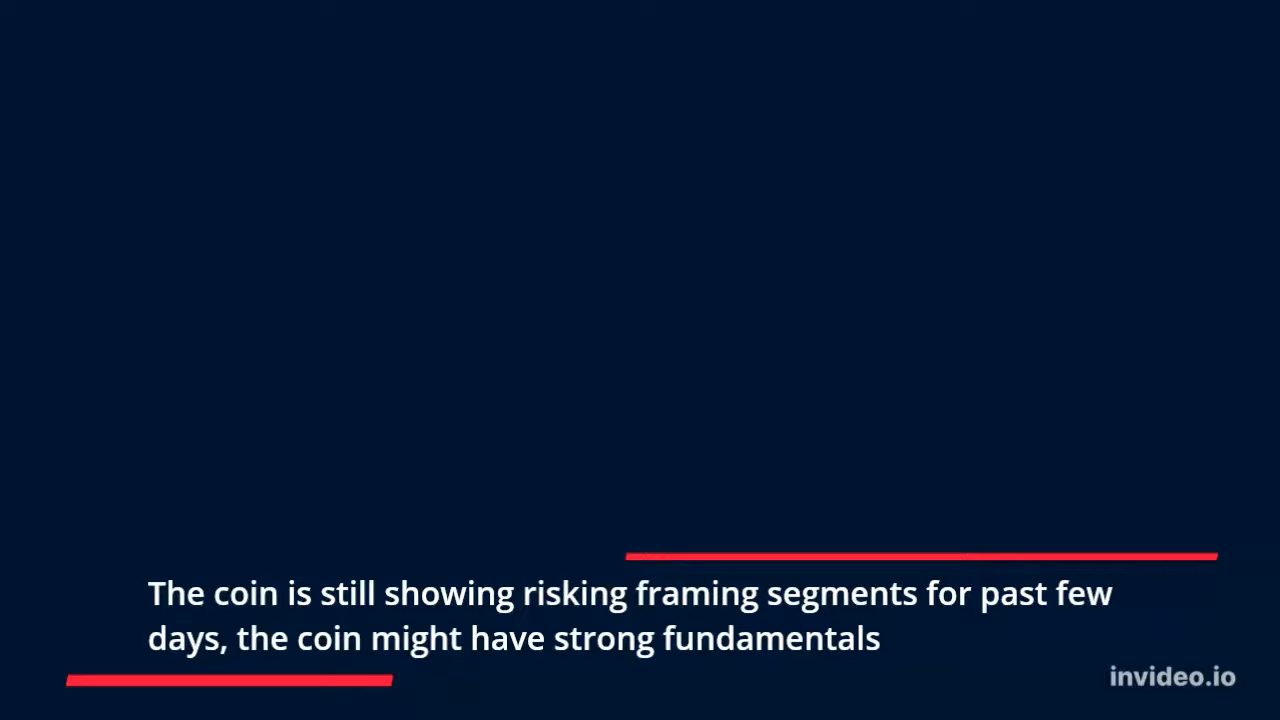 The coin is still showing risking framing segments for past few
days, the coin might have strong fundamentals
invideo.io